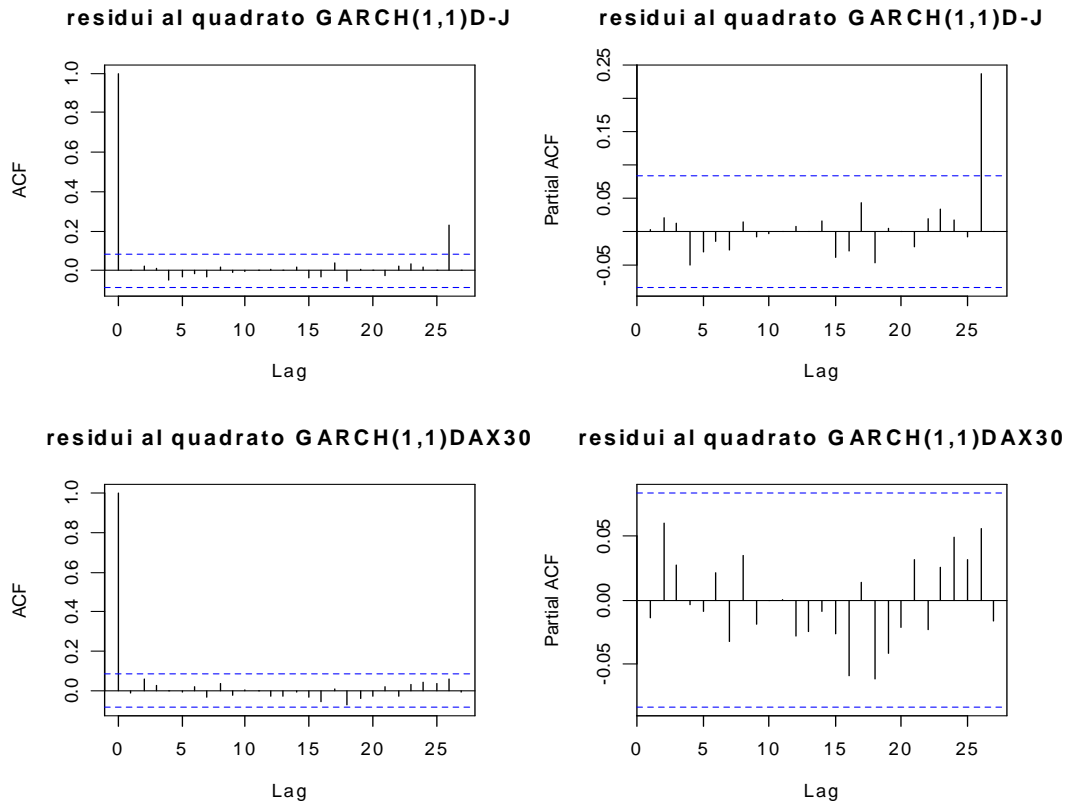 residui al quadrato GARCH(1,1)D-J
ACF
1.0
0.8
0.6
0.4
0.2
0.0
0 5 10 15 20 25
Lag
residui al quadrato GARCH(1,1)D-J
Partial ACF
0.25
0.15
0.05
-0.05
0 5 10 15 20 25
Lag
residui al quadrato GARCH(1,1)DAX30
ACF
1.0
0.8
0.6
0.4
0.2
0.0
0 5 10 15 20 25
Lag
residui al quadrato GARCH(1,1)DAX30
Partial ACF
0.05
0.00
-0.05
0 5 10 15 20 25
Lag